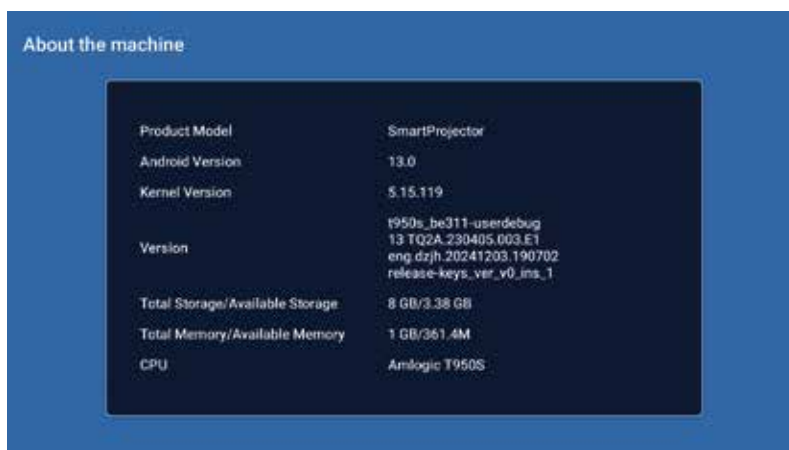 About the machine
Product Model SmartProjector
Android Version 13.0
Kernel Version 5.15.119
Version t950s_be311-userdebug
13 TQ2A.230405.003.E1
eng.dzjh.20241203.190702
release-keys_ver_v0_ins_1
Total Storage/Available Storage 8 GB/3.38 GB
Total Memory/Available Memory 1 GB/361.4M
CPU Amlogic T950S